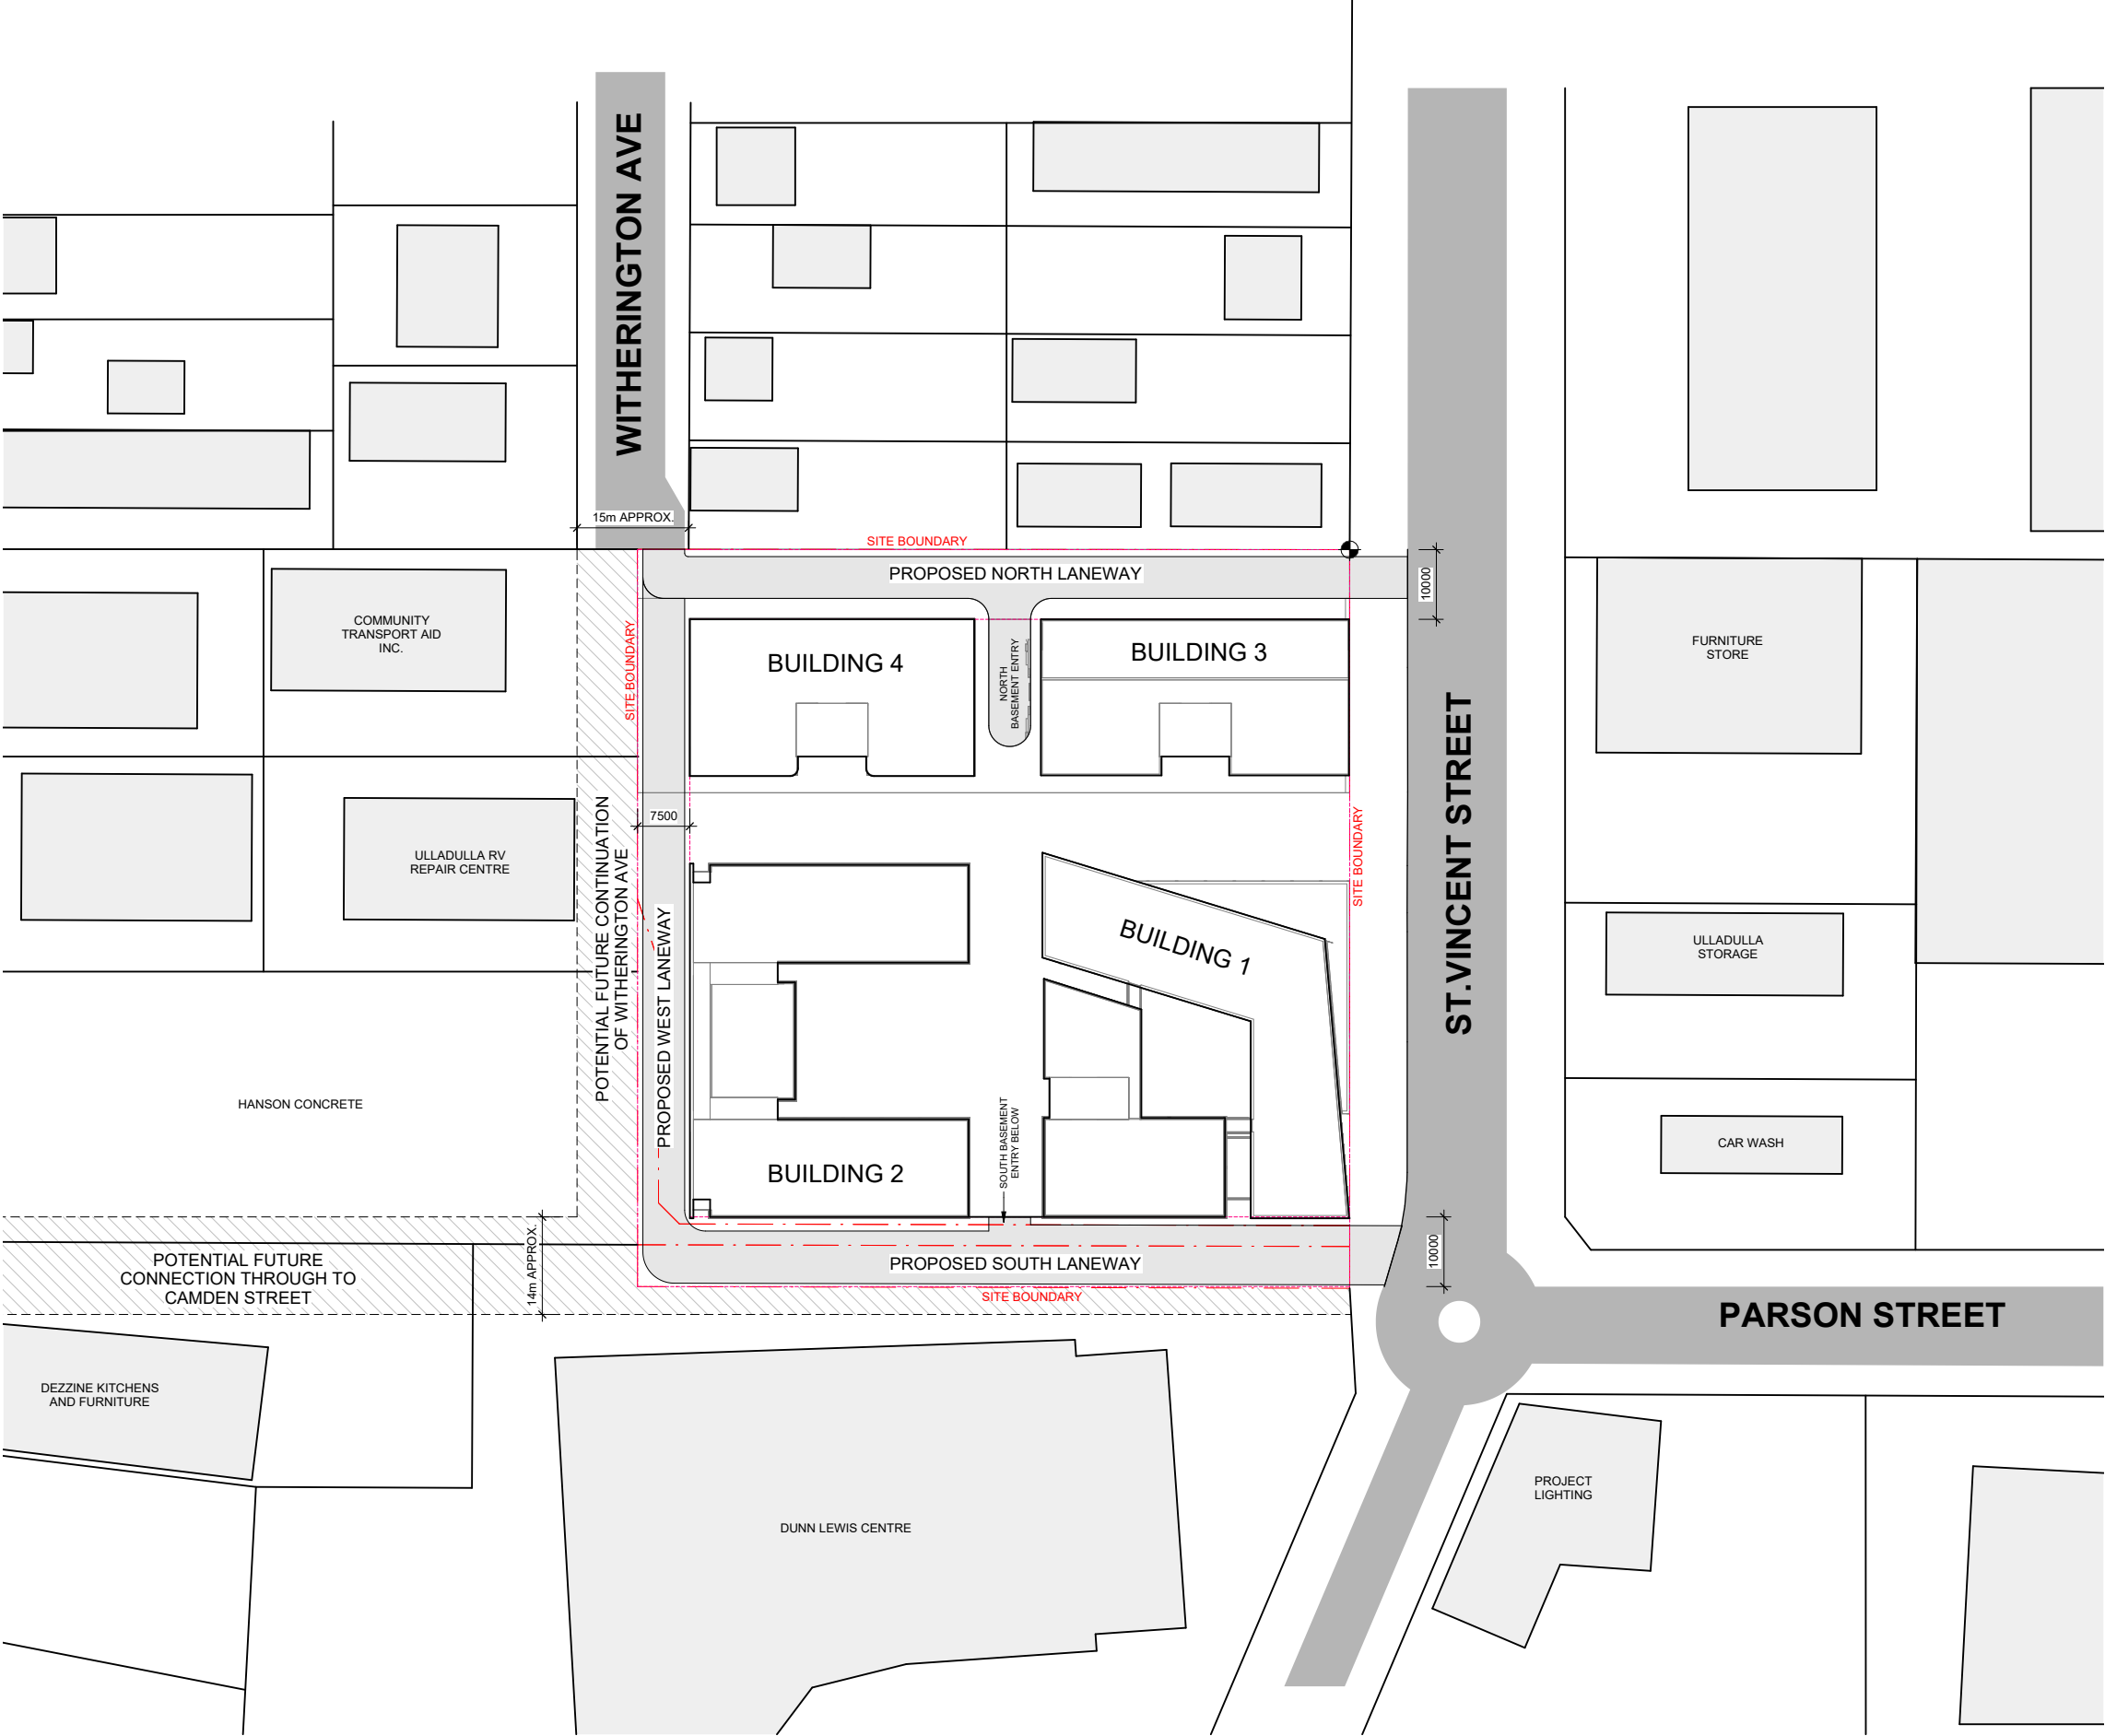 WITHERINGTON AVE
15m APPROX.
SITE BOUNDARY
PROPOSED NORTH LANEWAY
10000
COMMUNITY
TRANSPORT AID
INC.
SITE BOUNDARY
BUILDING 4
NORTH
BASEMENT ENTRY
BUILDING 3
FURNITURE
STORE
ST.VINCENT STREET
7500
SITE BOUNDARY
ULLADULLA RV
REPAIR CENTRE
POTENTIAL FUTURE CONTINUATION
OF WITHERINGTON AVE
PROPOSED WEST LANEWAY
BUILDING 1
ULLADULLA
STORAGE
HANSON CONCRETE
SOUTH BASEMENT
ENTRY BELOW
CAR WASH
BUILDING 2
POTENTIAL FUTURE
CONNECTION THROUGH TO
CAMDEN STREET
14m APPROX.
PROPOSED SOUTH LANEWAY
10000
SITE BOUNDARY
PARSON STREET
DEZZINE KITCHENS
AND FURNITURE
PROJECT
LIGHTING
DUNN LEWIS CENTRE